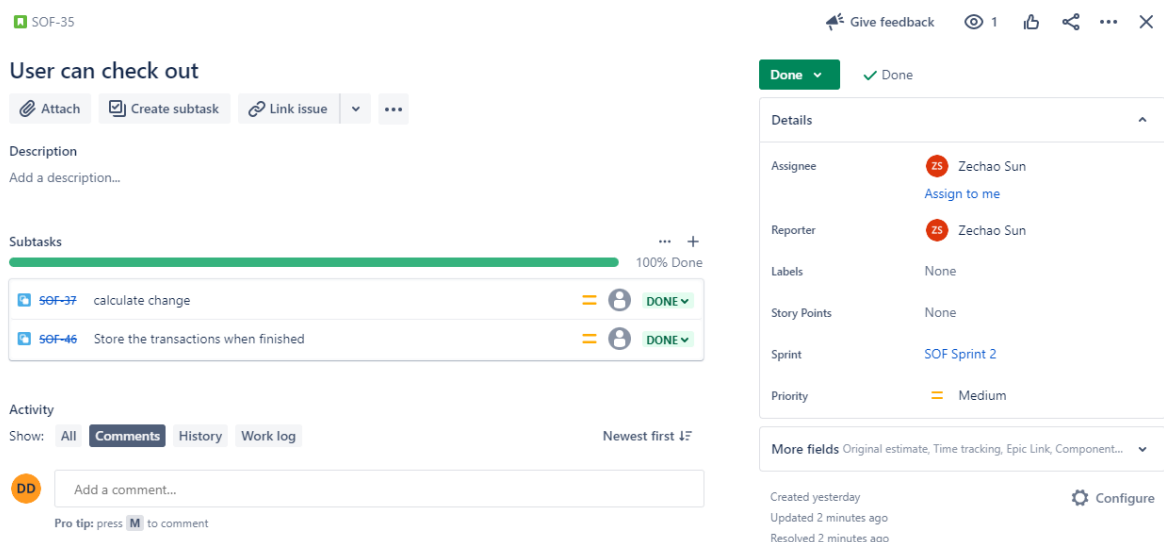 SOF-35
Give feedback
1
User can check out
Done
Done
Attach
Create subtask
Link issue
Details
Description
Add a description...
Assignee
ZS
Zechao Sun
Assign to me
Reporter
ZS
Zechao Sun
Subtasks
100% Done
Labels
None
SOF-37 calculate change DONE
Story Points
None
SOF-46 Store the transactions when finished DONE
Sprint
SOF Sprint 2
Priority
Medium
Activity
Show: All Comments History Work log Newest first
More fields Original estimate, Time tracking, Epic Link, Component...
DD
Add a comment...
Pro tip: press M to comment
Created yesterday
Configure
Updated 2 minutes ago
Resolved 2 minutes ago